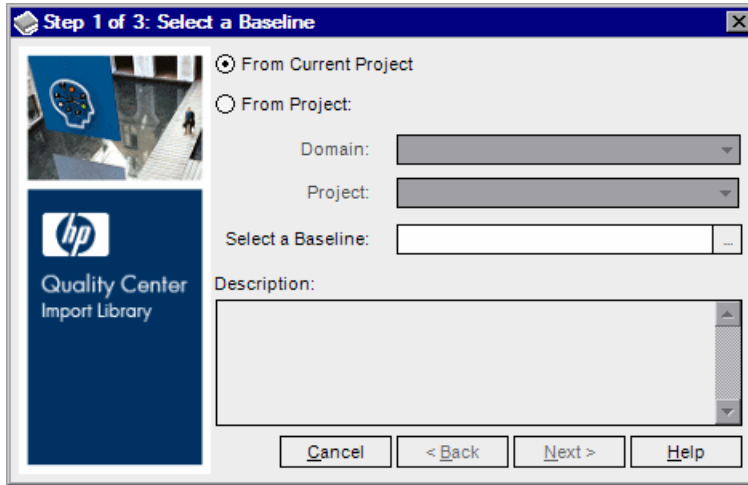 Step 1 of 3: Select a Baseline
From Current Project
From Project:
Domain:
Project:
Select a Baseline:
...
Description:
hp
Quality Center
Import Library
Cancel
< Back
Next >
Help